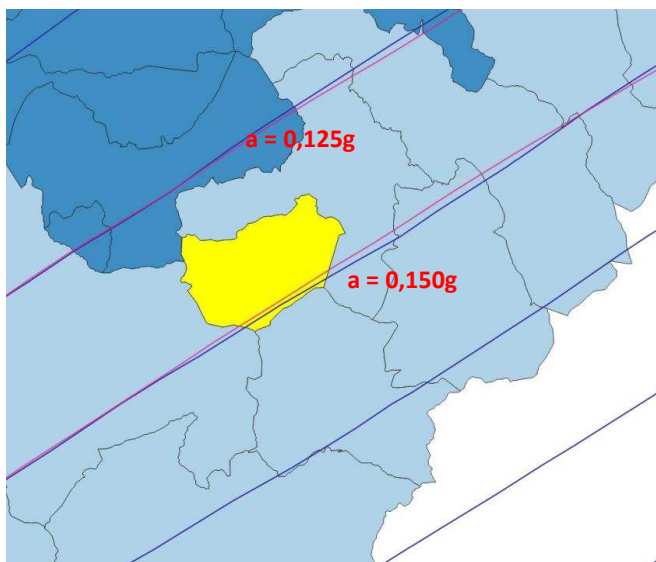 a = 0,125g
a = 0,150g